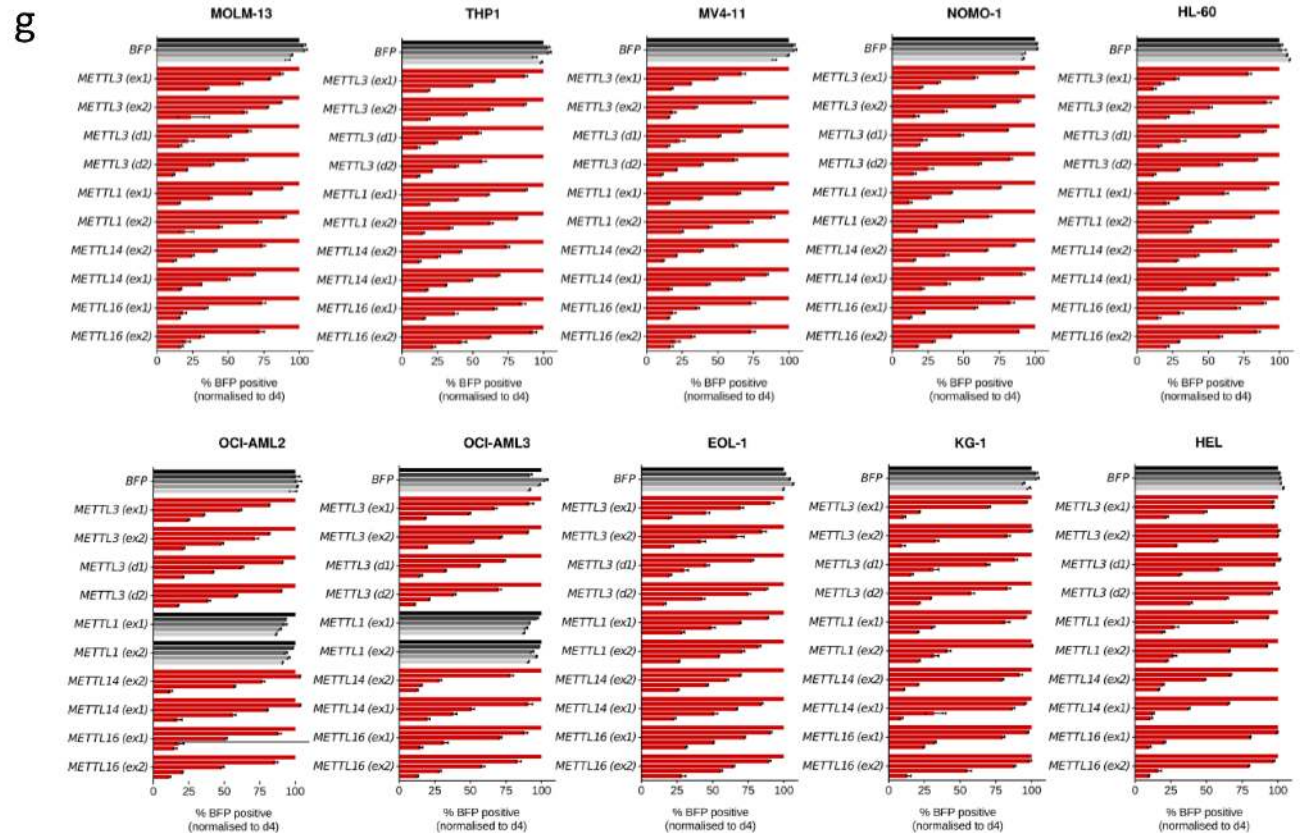 g
MOLM-13
BFP
METTL3 (ex1)
METTL3 (ex2)
METTL3 (d1)
METTL3 (d2)
METTL1 (ex1)
METTL1 (ex2)
METTL14 (ex2)
METTL14 (ex1)
METTL16 (ex1)
METTL16 (ex2)
0 25 50 75 100
% BFP positive
(normalised to d4)
THP1
BFP
METTL3 (ex1)
METTL3 (ex2)
METTL3 (d1)
METTL3 (d2)
METTL1 (ex1)
METTL1 (ex2)
METTL14 (ex2)
METTL14 (ex1)
METTL16 (ex1)
METTL16 (ex2)
0 25 50 75 100
% BFP positive
(normalised to d4)
MV4-11
BFP
METTL3 (ex1)
METTL3 (ex2)
METTL3 (d1)
METTL3 (d2)
METTL1 (ex1)
METTL1 (ex2)
METTL14 (ex2)
METTL14 (ex1)
METTL16 (ex1)
METTL16 (ex2)
0 25 50 75 100
% BFP positive
(normalised to d4)
NOMO-1
BFP
METTL3 (ex1)
METTL3 (ex2)
METTL3 (d1)
METTL3 (d2)
METTL1 (ex1)
METTL1 (ex2)
METTL14 (ex2)
METTL14 (ex1)
METTL16 (ex1)
METTL16 (ex2)
0 25 50 75 100
% BFP positive
(normalised to d4)
HL-60
BFP
METTL3 (ex1)
METTL3 (ex2)
METTL3 (d1)
METTL3 (d2)
METTL1 (ex1)
METTL1 (ex2)
METTL14 (ex2)
METTL14 (ex1)
METTL16 (ex1)
METTL16 (ex2)
0 25 50 75 100
% BFP positive
(normalised to d4)
OCI-AML2
BFP
METTL3 (ex1)
METTL3 (ex2)
METTL3 (d1)
METTL3 (d2)
METTL1 (ex1)
METTL1 (ex2)
METTL14 (ex2)
METTL14 (ex1)
METTL16 (ex1)
METTL16 (ex2)
0 25 50 75 100
% BFP positive
(normalised to d4)
OCI-AML3
BFP
METTL3 (ex1)
METTL3 (ex2)
METTL3 (d1)
METTL3 (d2)
METTL1 (ex1)
METTL1 (ex2)
METTL14 (ex2)
METTL14 (ex1)
METTL16 (ex1)
METTL16 (ex2)
0 25 50 75 100
% BFP positive
(normalised to d4)
EOL-1
BFP
METTL3 (ex1)
METTL3 (ex2)
METTL3 (d1)
METTL3 (d2)
METTL1 (ex1)
METTL1 (ex2)
METTL14 (ex2)
METTL14 (ex1)
METTL16 (ex1)
METTL16 (ex2)
0 25 50 75 100
% BFP positive
(normalised to d4)
KG-1
BFP
METTL3 (ex1)
METTL3 (ex2)
METTL3 (d1)
METTL3 (d2)
METTL1 (ex1)
METTL1 (ex2)
METTL14 (ex2)
METTL14 (ex1)
METTL16 (ex1)
METTL16 (ex2)
0 25 50 75 100
% BFP positive
(normalised to d4)
HEL
BFP
METTL3 (ex1)
METTL3 (ex2)
METTL3 (d1)
METTL3 (d2)
METTL1 (ex1)
METTL1 (ex2)
METTL14 (ex2)
METTL14 (ex1)
METTL16 (ex1)
METTL16 (ex2)
0 25 50 75 100
% BFP positive
(normalised to d4)